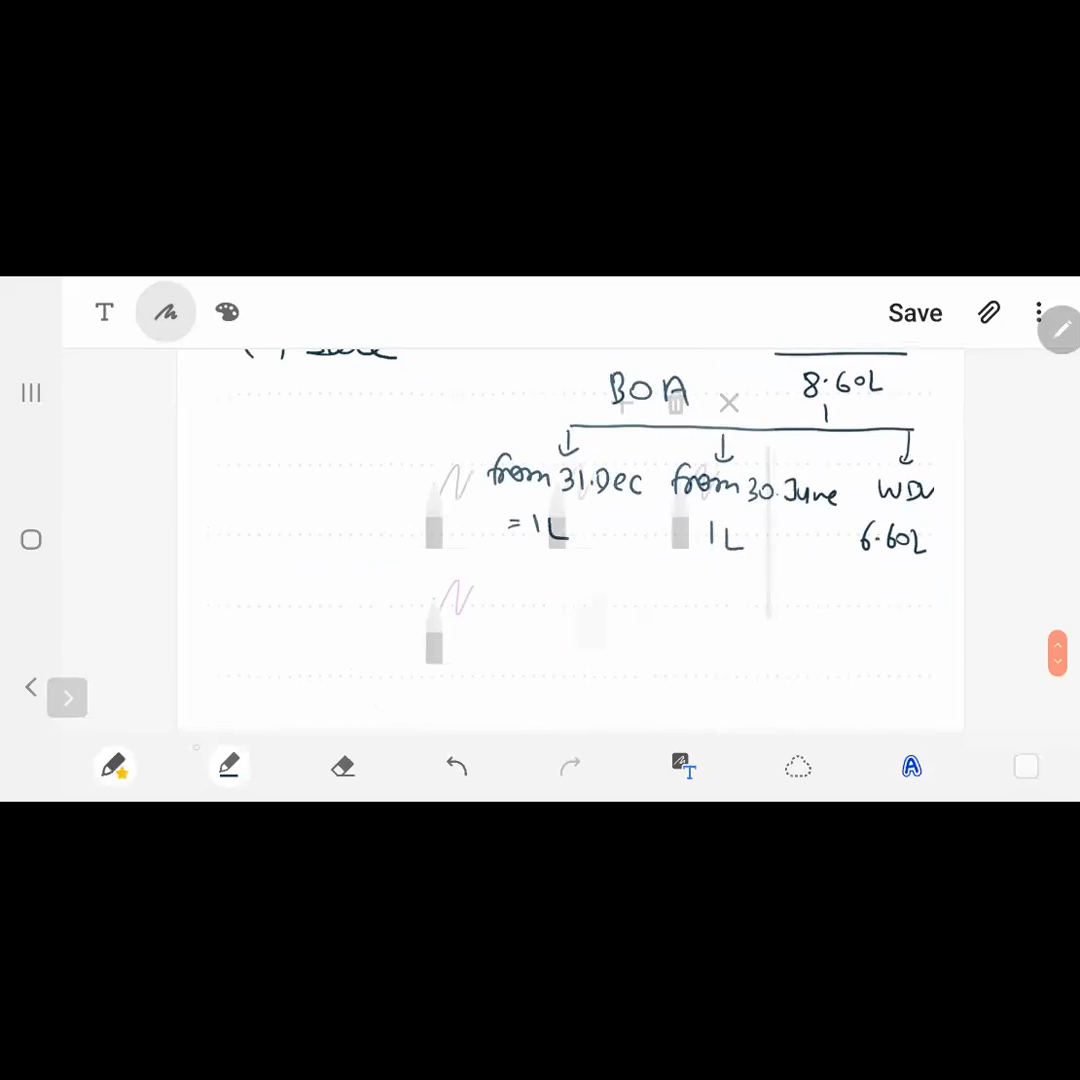 T
Save
BOA
8.60L
from 31.Dec from 30.June WDV
= 1L 1L 6.60L
T
A